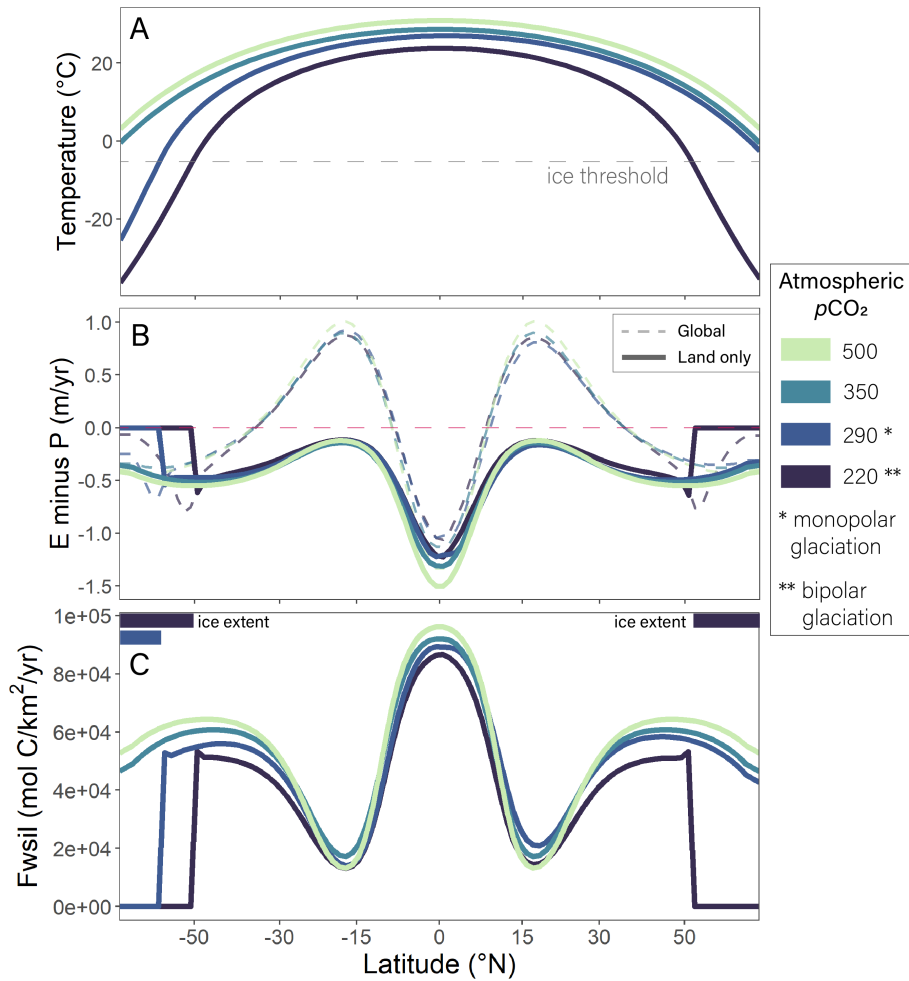 A
Temperature (°C)
20
0
-20
ice threshold
B
E minus P (m/yr)
1.0
0.5
0.0
-0.5
-1.0
-1.5
Global
Land only
Atmospheric
pCO₂
500
350
290 *
220 **
* monopolar
glaciation
** bipolar
glaciation
C
Fwsil (mol C/km²/yr)
1e+05
8e+04
6e+04
4e+04
2e+04
0e+00
ice extent
ice extent
-50
-30
-15
0
15
30
50
Latitude (°N)